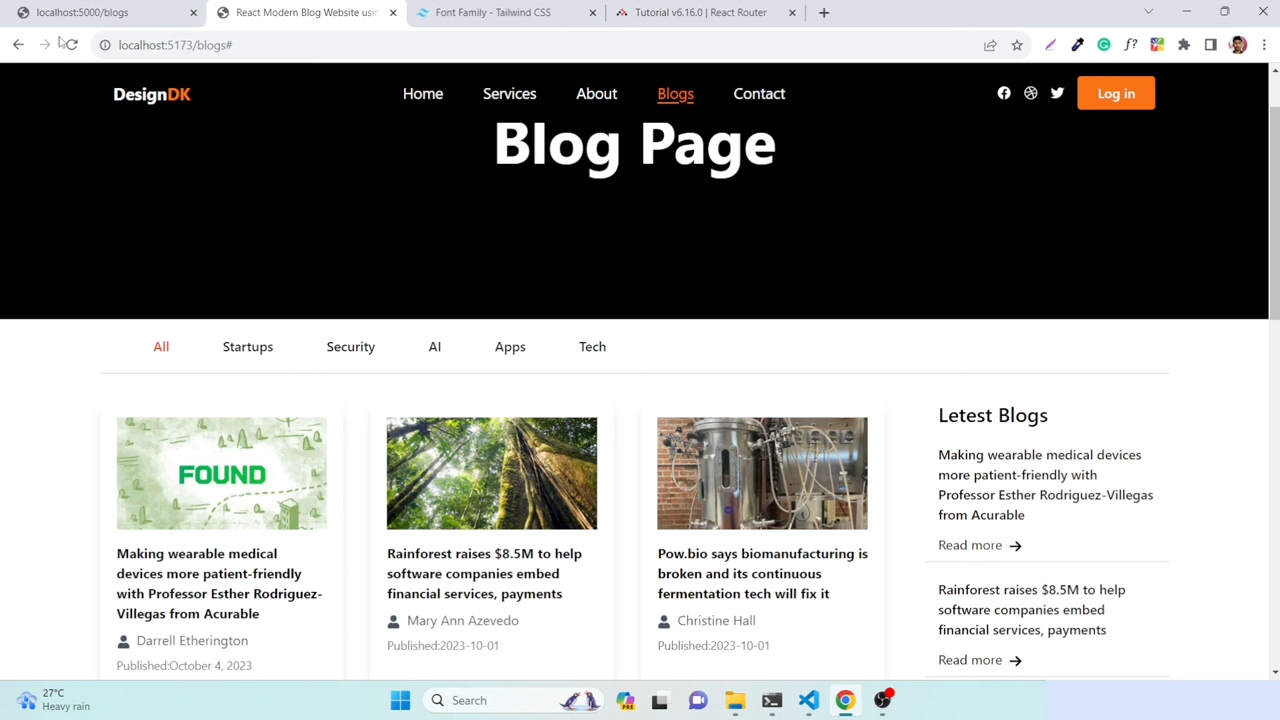 localhost:5000/blogs
React Modern Blog Website usin
Font Family - Tailwind CSS
Tutorial v6.16.0 | React Router
localhost:5173/blogs#
DesignDK
Home
Services
About
Blogs
Contact
Log in
Blog Page
All
Startups
Security
AI
Apps
Tech
FOUND
Making wearable medical
devices more patient-friendly
with Professor Esther Rodriguez-
Villegas from Acurable
Darrell Etherington
Published:October 4, 2023
Rainforest raises $8.5M to help
software companies embed
financial services, payments
Mary Ann Azevedo
Published:2023-10-01
Pow.bio says biomanufacturing is
broken and its continuous
fermentation tech will fix it
Christine Hall
Published:2023-10-01
Letest Blogs
Making wearable medical devices
more patient-friendly with
Professor Esther Rodriguez-Villegas
from Acurable
Read more
Rainforest raises $8.5M to help
software companies embed
financial services, payments
Read more
27°C
Heavy rain
Search
PRE